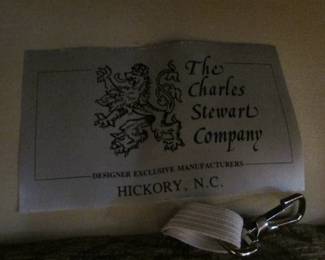 The
Charles
Stewart
Company
DESIGNER EXCLUSIVE MANUFACTURERS
HICKORY, N.C.